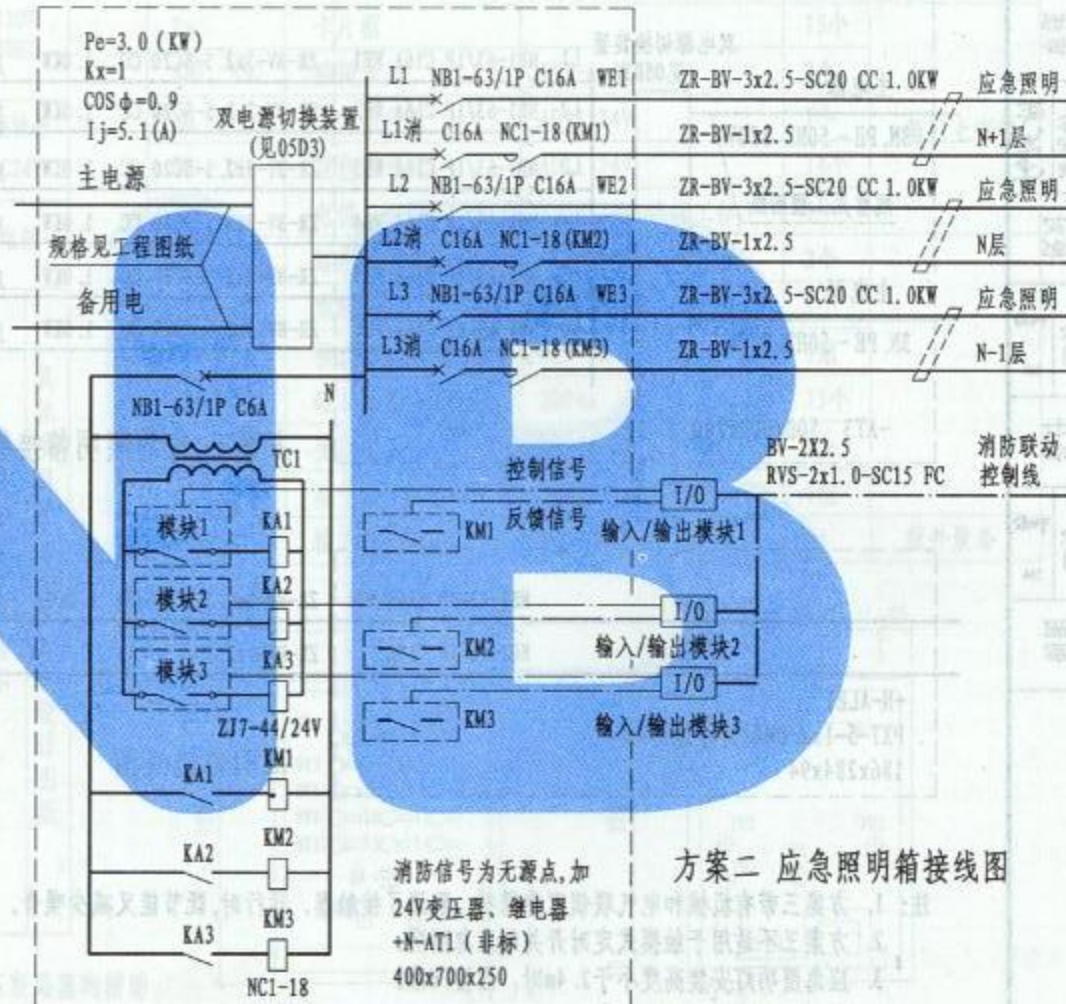 Pe=3.0(KW)
Kx=1
COSφ=0.9
Ij=5.1(A)
双电源切换装置
(见05D3)
主电源
规格见工程图纸
备用电
L1 NB1-63/1P C16A WE1 ZR-BV-3x2.5-SC20 CC 1.0KW 应急照明
L1消 C16A NC1-18(KM1) ZR-BV-1x2.5 N+1层
L2 NB1-63/1P C16A WE2 ZR-BV-3x2.5-SC20 CC 1.0KW 应急照明
L2消 C16A NC1-18(KM2) ZR-BV-1x2.5 N层
L3 NB1-63/1P C16A WE3 ZR-BV-3x2.5-SC20 CC 1.0KW 应急照明
L3消 C16A NC1-18(KM3) ZR-BV-1x2.5 N-1层
NB1-63/1P C6A
N
TC1
模块1
KA1
模块2
KA2
模块3
KA3
ZJ7-44/24V
控制信号
反馈信号
KM1
I/O
输入/输出模块1
KM2
I/O
输入/输出模块2
KM3
I/O
输入/输出模块3
BV-2X2.5
RVS-2x1.0-SC15 FC
消防联动
控制线
KA1
KM1
KA2
KM2
KA3
KM3
NC1-18
消防信号为无源点,加
24V变压器、继电器
+N-AT1(非标)
400x700x250
方案二 应急照明箱接线图